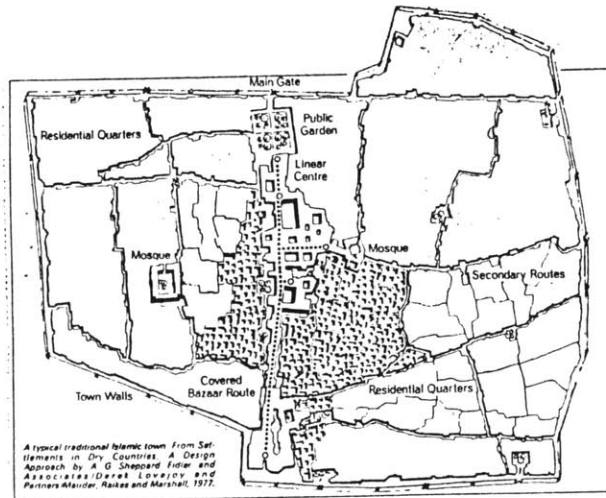 Main Gate
Residential Quarters
Public
Garden
Linear
Centre
Mosque
Mosque
Secondary Routes
Covered
Bazaar Route
Town Walls
Residential Quarters
A typical traditional Islamic town. From Set-
tlements in Dry Countries. A Design
Approach by A G Sheppard Fidler and
Associates/Derek Lovejoy and
Partners/Mauder, Raikes and Marshall, 1977.